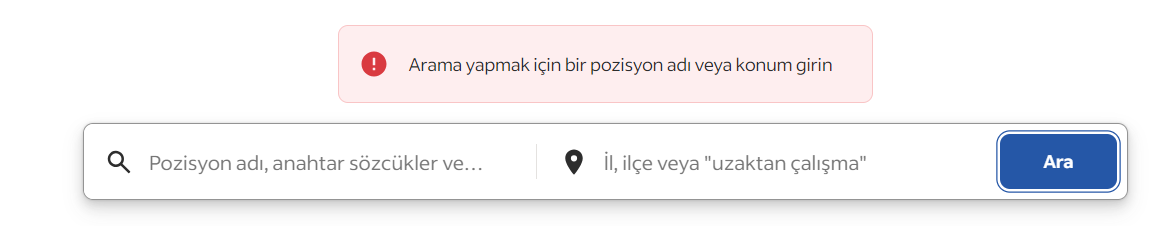 Arama yapmak için bir pozisyon adı veya konum girin
Pozisyon adı, anahtar sözcükler ve...
İl, ilçe veya "uzaktan çalışma"
Ara